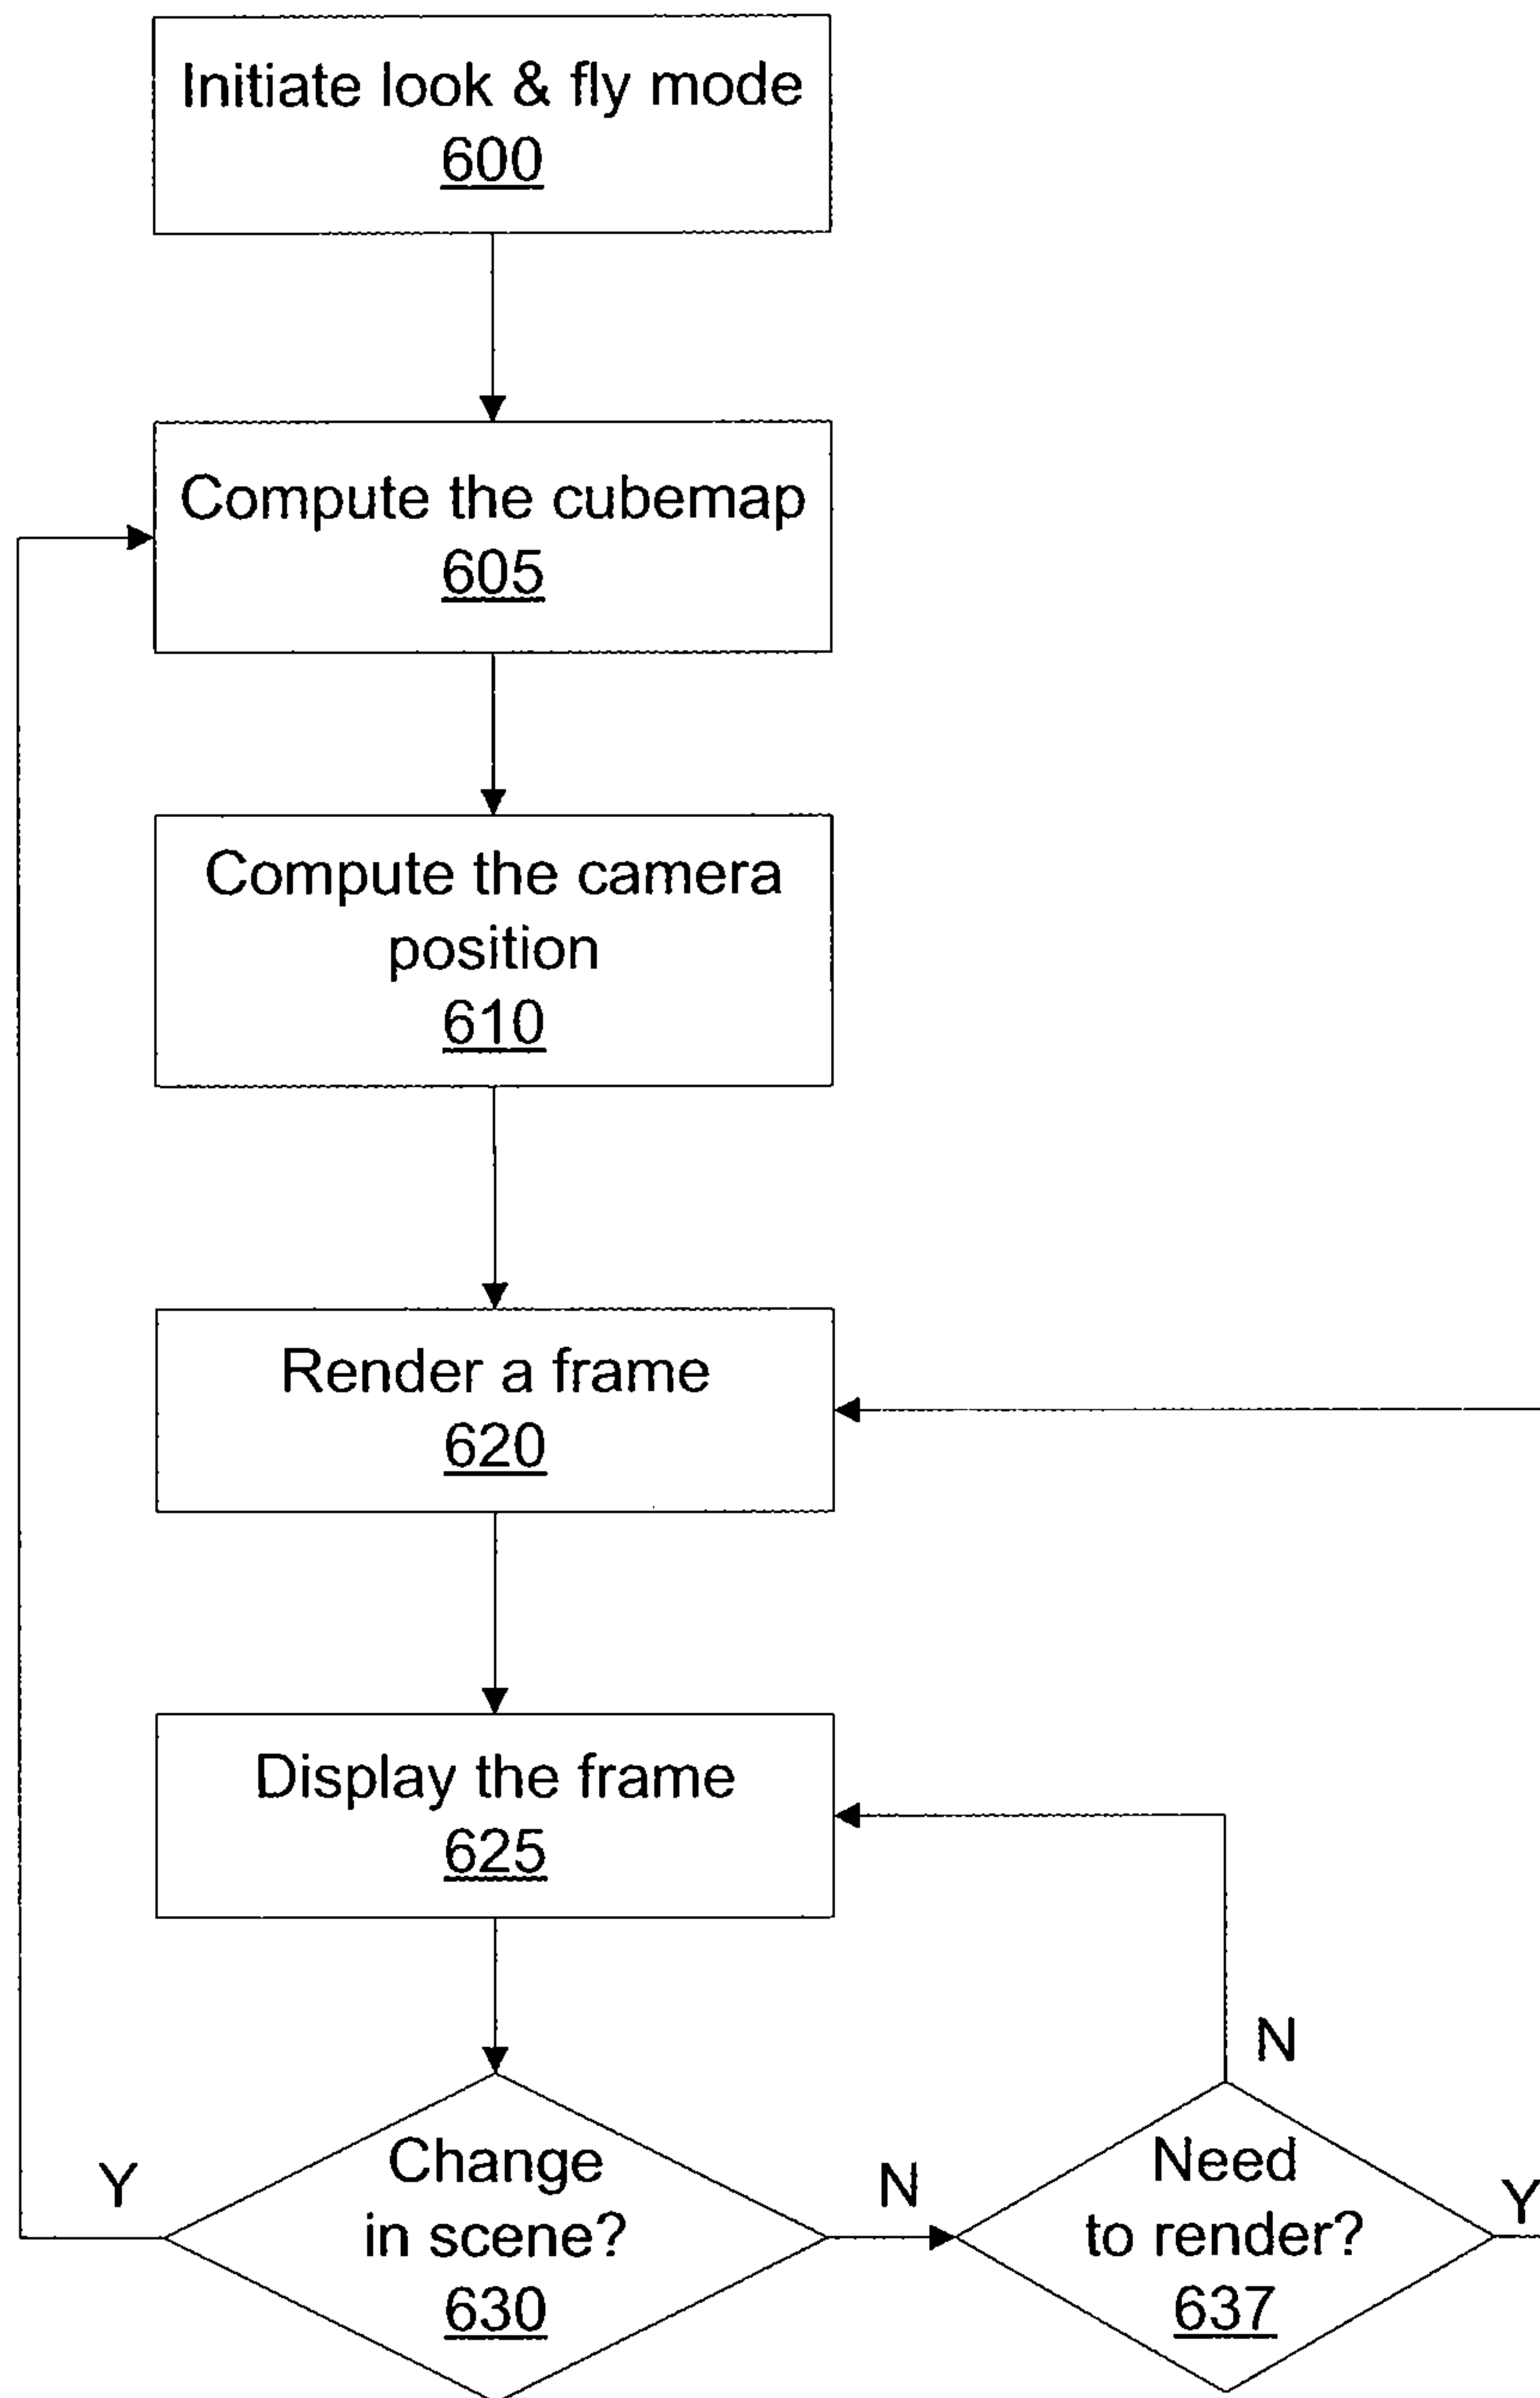 Initiate look & fly mode
600
Compute the cubemap
605
Compute the camera
position
610
Render a frame
620
Display the frame
625
N
Y
Change
in scene?
630
N
Need
to render?
637
Y